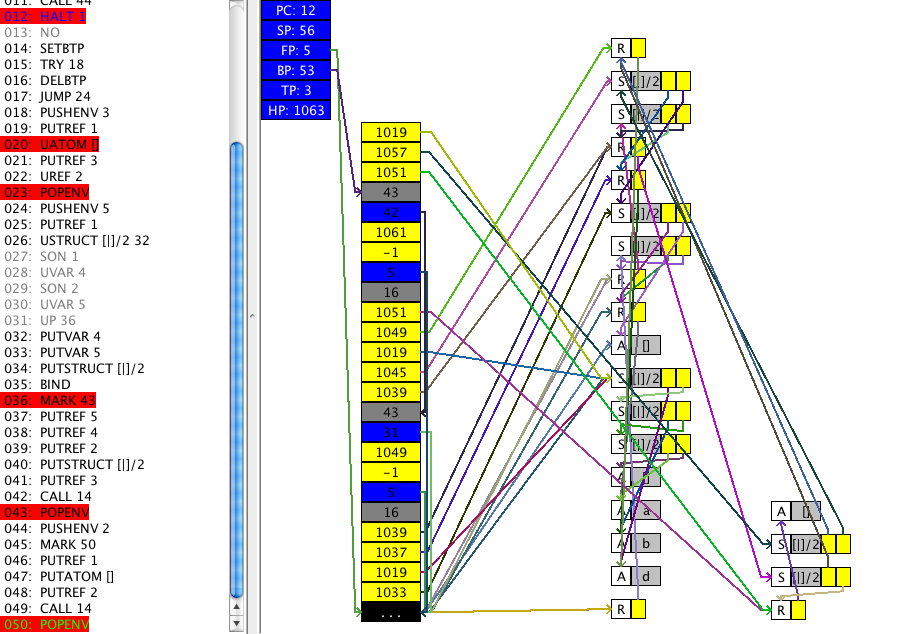 011: CALL 44
012: HALT 1
013: NO
014: SETBTP
015: TRY 18
016: DELBTP
017: JUMP 24
018: PUSHENV 3
019: PUTREF 1
020: UATOM []
021: PUTREF 3
022: UREF 2
023: POPENV
024: PUSHENV 5
025: PUTREF 1
026: USTRUCT [|]/2 32
027: SON 1
028: UVAR 4
029: SON 2
030: UVAR 5
031: UP 36
032: PUTVAR 4
033: PUTVAR 5
034: PUTSTRUCT [|]/2
035: BIND
036: MARK 43
037: PUTREF 5
038: PUTREF 4
039: PUTREF 2
040: PUTSTRUCT [|]/2
041: PUTREF 3
042: CALL 14
043: POPENV
044: PUSHENV 2
045: MARK 50
046: PUTREF 1
047: PUTATOM []
048: PUTREF 2
049: CALL 14
050: POPENV
PC: 12
SP: 56
FP: 5
BP: 53
TP: 3
HP: 1063
1019
1057
1051
43
42
1061
-1
5
16
1051
1049
1019
1045
1039
43
31
1049
-1
5
16
1039
1037
1019
1033
...
R
S [|]/2
S [|]/2
R
R
S [|]/2
S [|]/2
R
R
A []
S [|]/2
S [|]/2
S [|]/2
A []
A a
A b
A d
R
A []
S [|]/2
S [|]/2
R